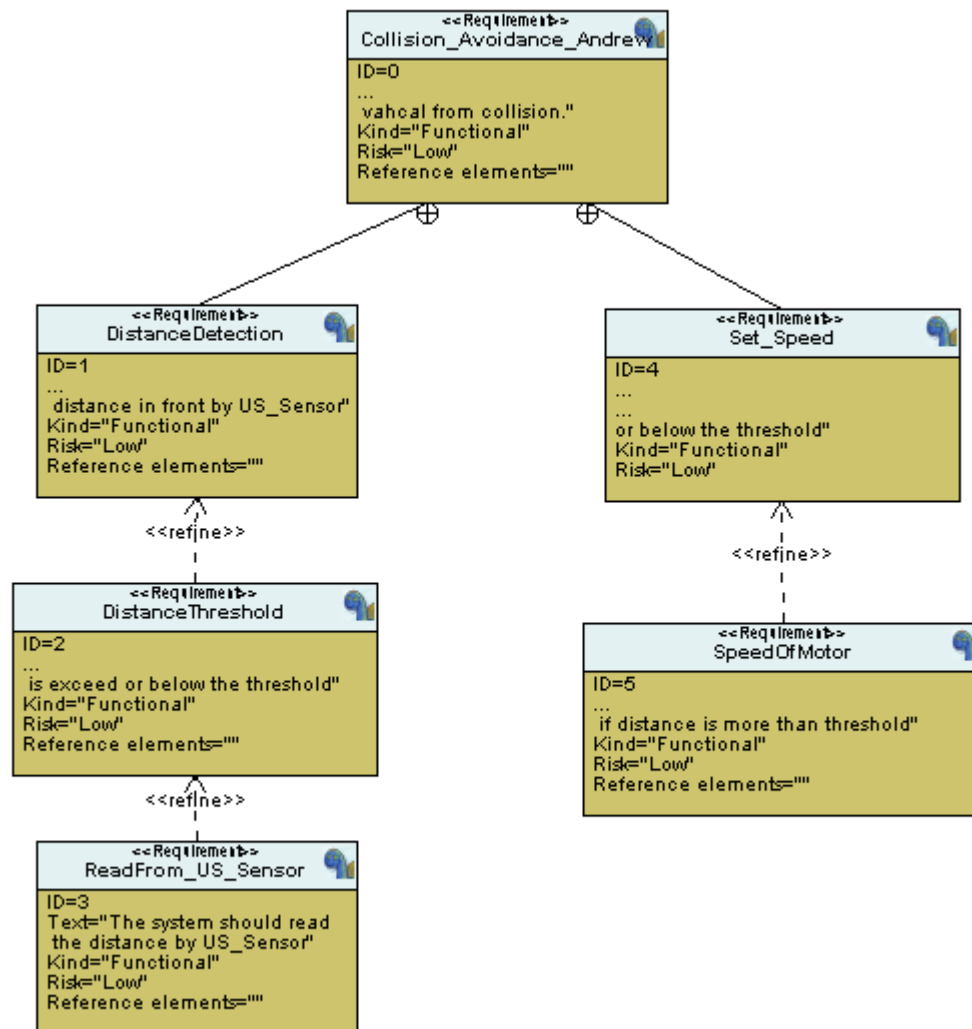 <<Requirement>>
Collision_Avoidance_Andrew
ID=0
...
vahcal from collision."
Kind="Functional"
Risk="Low"
Reference elements=""
<<Requirement>>
DistanceDetection
ID=1
...
distance in front by US_Sensor"
Kind="Functional"
Risk="Low"
Reference elements=""
<<Requirement>>
Set_Speed
ID=4
...
...
or below the threshold"
Kind="Functional"
Risk="Low"
<<refine>>
<<refine>>
<<Requirement>>
DistanceThreshold
ID=2
...
is exceed or below the threshold"
Kind="Functional"
Risk="Low"
Reference elements=""
<<Requirement>>
SpeedOfMotor
ID=5
...
if distance is more than threshold"
Kind="Functional"
Risk="Low"
Reference elements=""
<<refine>>
<<Requirement>>
ReadFrom_US_Sensor
ID=3
Text="The system should read
the distance by US_Sensor"
Kind="Functional"
Risk="Low"
Reference elements=""